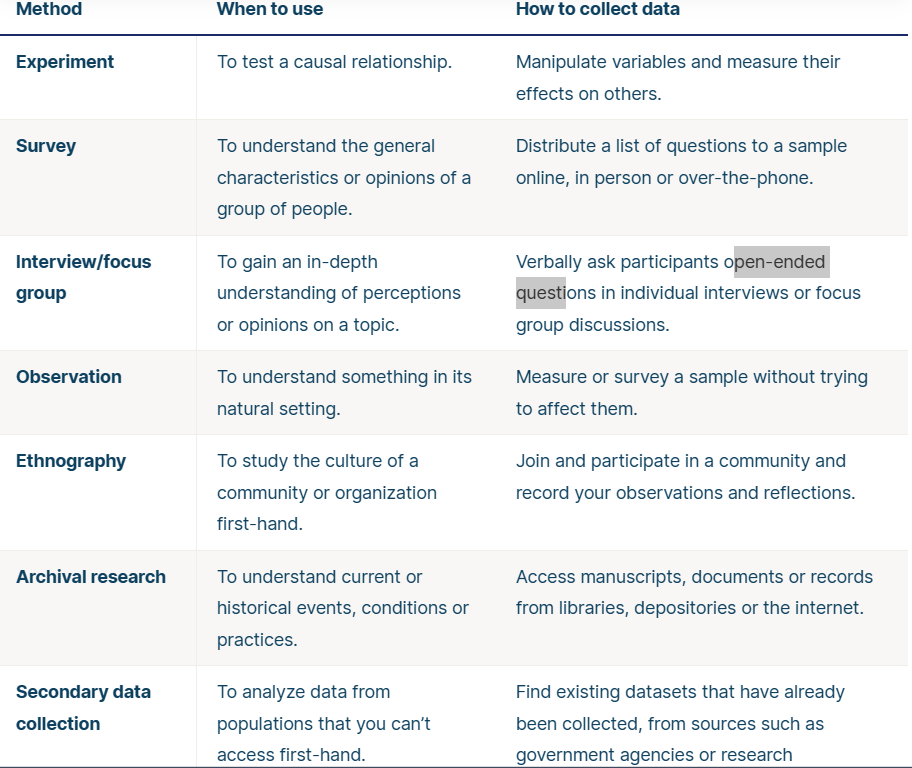 Method When to use How to collect data
Experiment To test a causal relationship. Manipulate variables and measure their
effects on others.
Survey To understand the general Distribute a list of questions to a sample
characteristics or opinions of a online, in person or over-the-phone.
group of people.
Interview/focus To gain an in-depth Verbally ask participants open-ended
group understanding of perceptions questions in individual interviews or focus
or opinions on a topic. group discussions.
Observation To understand something in its Measure or survey a sample without trying
natural setting. to affect them.
Ethnography To study the culture of a Join and participate in a community and
community or organization record your observations and reflections.
first-hand.
Archival research To understand current or Access manuscripts, documents or records
historical events, conditions or from libraries, depositories or the internet.
practices.
Secondary data To analyze data from Find existing datasets that have already
collection populations that you can’t been collected, from sources such as
access first-hand. government agencies or research